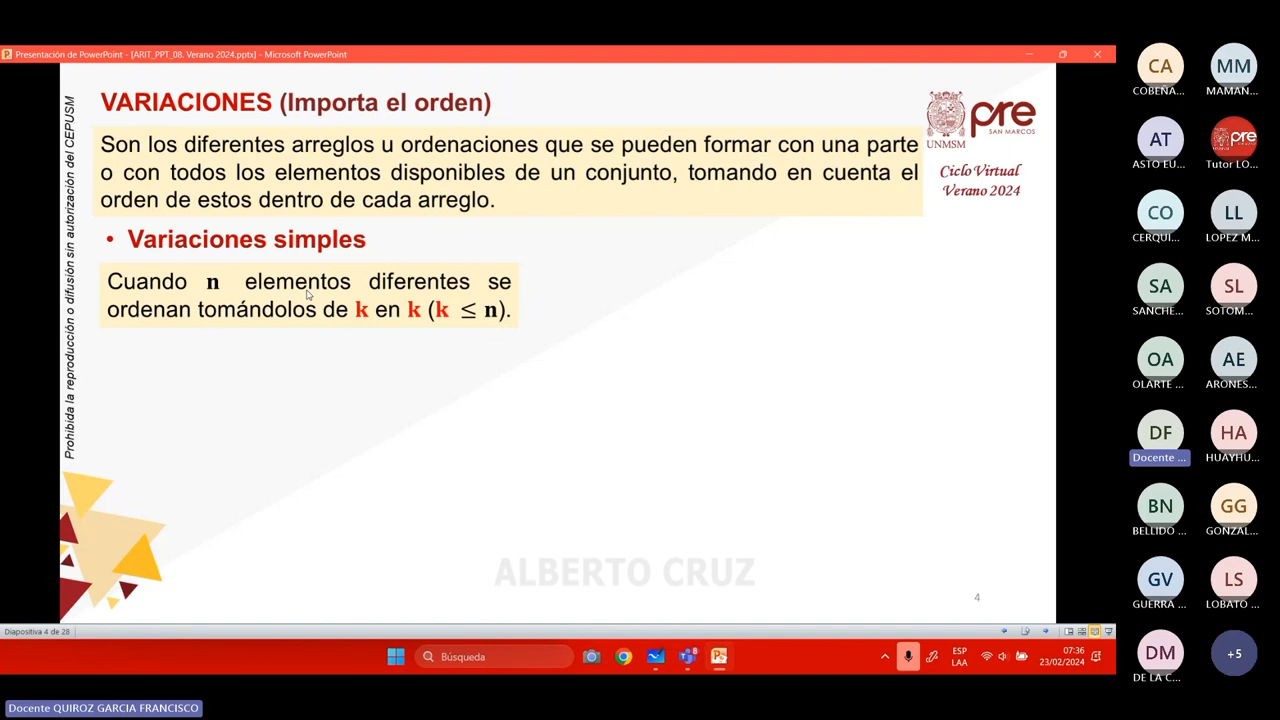 Presentación de PowerPoint - [ARIT_PPT_08. Verano 2024.pptx] - Microsoft PowerPoint
VARIACIONES (Importa el orden)
Son los diferentes arreglos u ordenaciones que se pueden formar con una parte
o con todos los elementos disponibles de un conjunto, tomando en cuenta el
orden de estos dentro de cada arreglo.
• Variaciones simples
Cuando n elementos diferentes se
ordenan tomándolos de k en k (k ≤ n).
Prohibida la reproducción o difusión sin autorización del CEPUSM
UNMSM
pre
SAN MARCOS
Ciclo Virtual
Verano 2024
ALBERTO CRUZ
4
Diapositiva 4 de 28
Búsqueda
8
ESP
LAA
07:36
23/02/2024
Docente QUIROZ GARCIA FRANCISCO
CA
COBEÑA...
MM
MAMAN...
AT
ASTO EU...
pre
Tutor LO...
CO
CERQUI...
LL
LOPEZ M...
SA
SANCHE...
SL
SOTOM...
OA
OLARTE ...
AE
ARONES...
DF
Docente ...
HA
HUAYHU...
BN
BELLIDO ...
GG
GONZAL...
GV
GUERRA ...
LS
LOBATO ...
DM
DE LA C...
+5